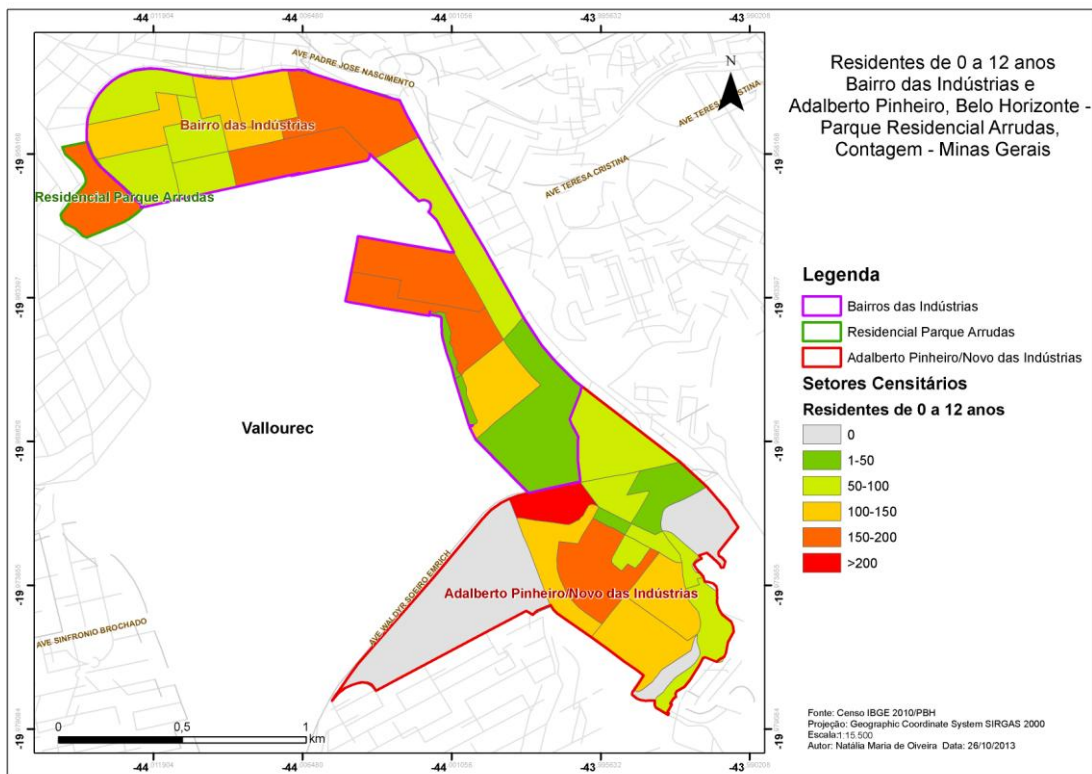 -44,011904
-44,006480
-44,001056
-43,995632
-43,990208
AVE PADRE JOSE NASCIMENTO
N
AVE TERESA CRISTINA
Bairro das Indústrias
Residencial Parque Arrudas
AVE TERESA CRISTINA
Vallourec
AVE WALDYR SOEIRO EMRICH
Adalberto Pinheiro/Novo das Indústrias
AVE SINFRONIO BROCHADO
0 0,5 1
km
Residentes de 0 a 12 anos
Bairro das Indústrias e
Adalberto Pinheiro, Belo Horizonte -
Parque Residencial Arrudas,
Contagem - Minas Gerais
Legenda
Bairros das Indústrias
Residencial Parque Arrudas
Adalberto Pinheiro/Novo das Indústrias
Setores Censitários
Residentes de 0 a 12 anos
0
1-50
50-100
100-150
150-200
>200
Fonte: Censo IBGE 2010/PBH
Projeção: Geographic Coordinate System SIRGAS 2000
Escala:1:15 500
Autor: Natália Maria de Oliveira Data: 26/10/2013